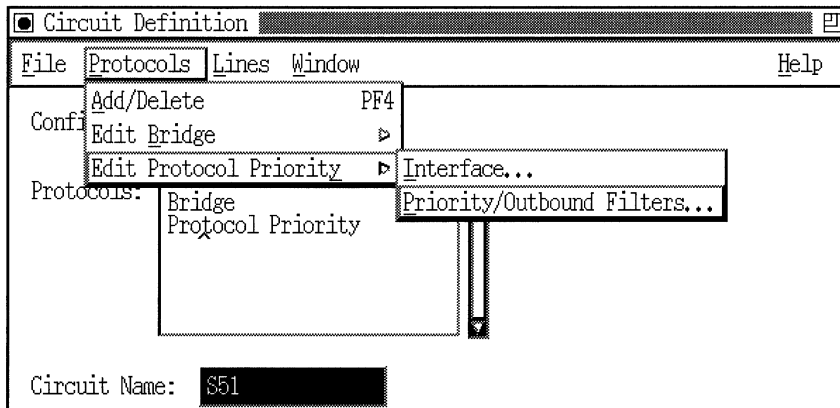 Circuit Definition
File Protocols Lines Window Help
Add/Delete PF4
Confi
Edit Bridge
Edit Protocol Priority
Interface...
Protocols:
Bridge
Priority/Outbound Filters...
Protocol Priority
Circuit Name: S51